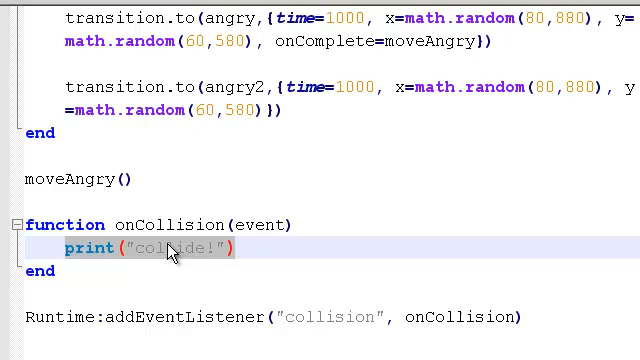 transition.to(angry,{time=1000, x=math.random(80,880), y=
math.random(60,580), onComplete=moveAngry})
transition.to(angry2,{time=1000, x=math.random(80,880), y
=math.random(60,580)})
end
moveAngry()
function onCollision(event)
print("collide!")
end
Runtime:addEventListener("collision", onCollision)